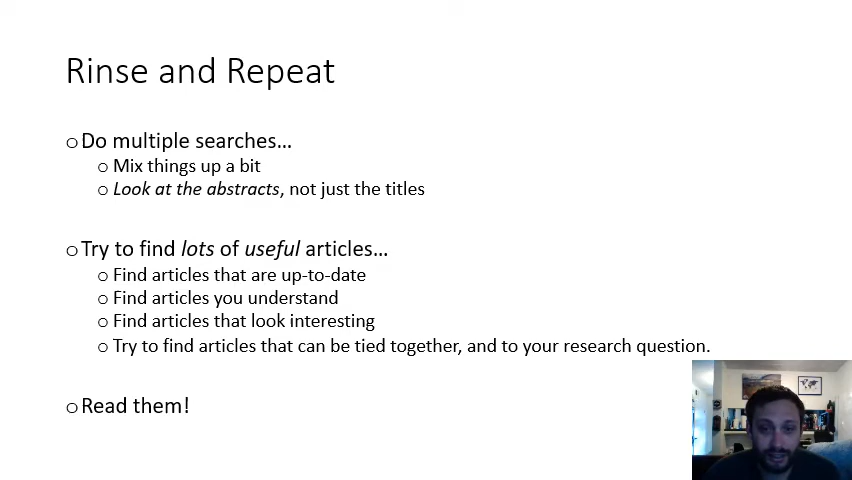 Rinse and Repeat
o Do multiple searches…
o Mix things up a bit
o Look at the abstracts, not just the titles
o Try to find lots of useful articles…
o Find articles that are up-to-date
o Find articles you understand
o Find articles that look interesting
o Try to find articles that can be tied together, and to your research question.
o Read them!